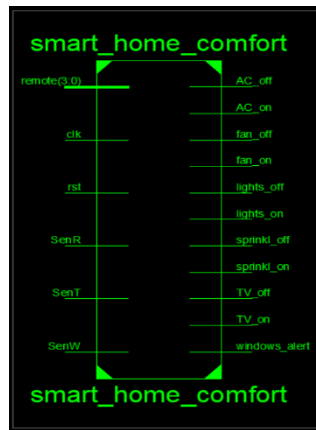 smart_home_comfort
remote(3:0)
AC_off
AC_on
clk
fan_off
fan_on
rst
lights_off
lights_on
SenR
sprinkl_off
sprinkl_on
SenT
TV_off
TV_on
SenW
windows_alert
smart_home_comfort